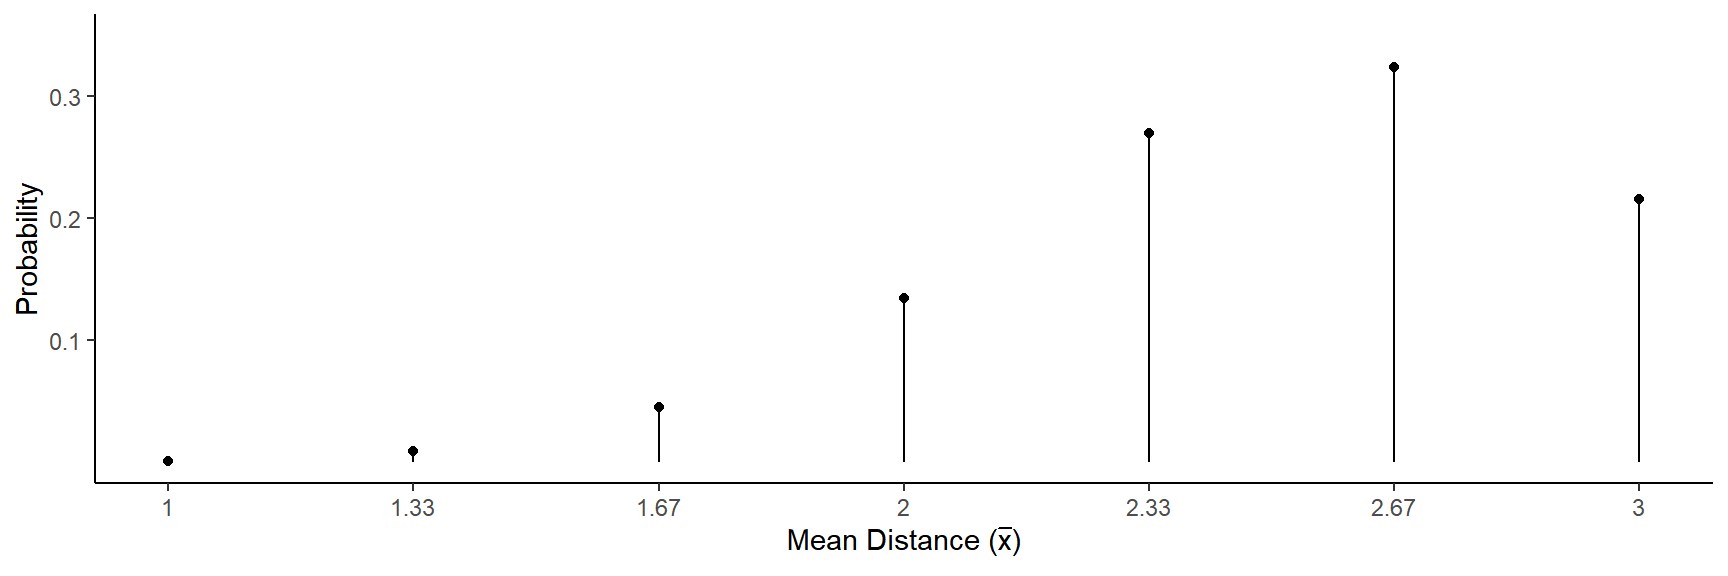 Probability
0.3
0.2
0.1
1 1.33 1.67 2 2.33 2.67 3
Mean Distance (x̅)